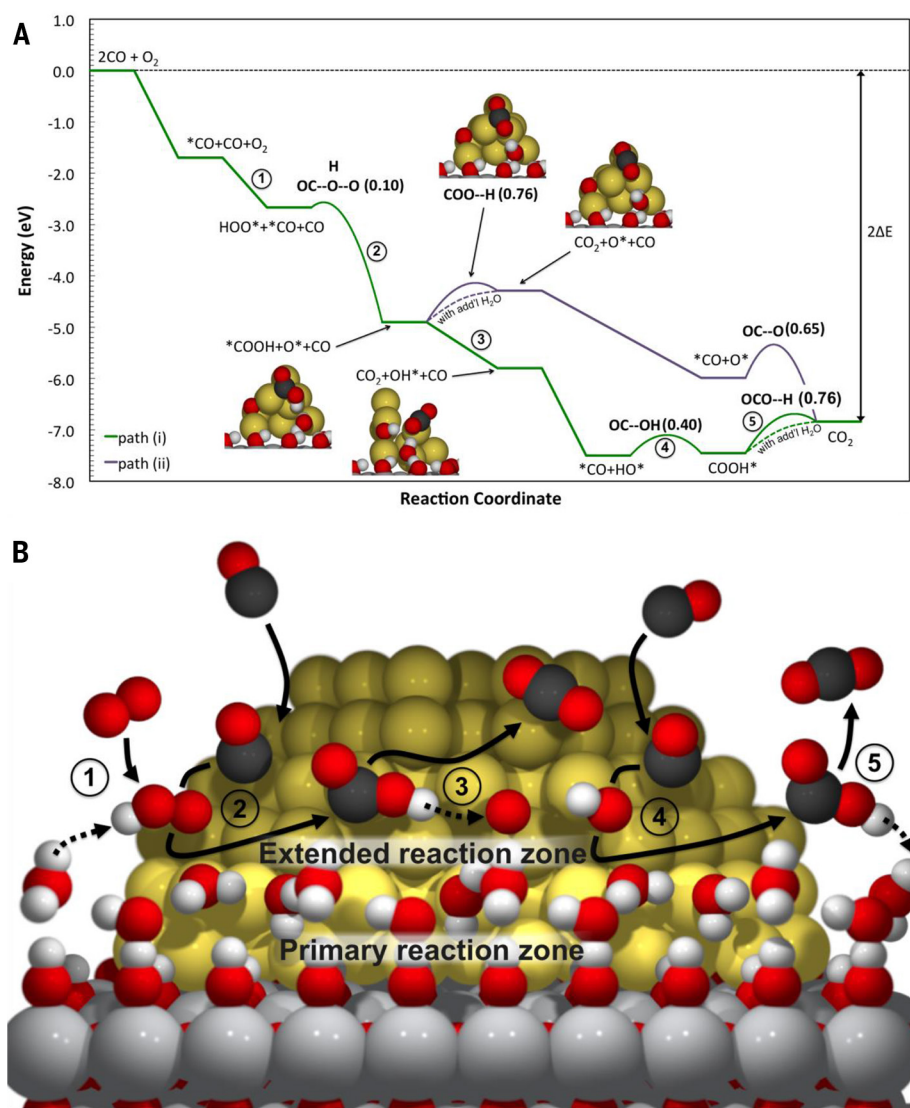 A
1.0
0.0
-1.0
-2.0
-3.0
-4.0
-5.0
-6.0
-7.0
-8.0
Energy (eV)
Reaction Coordinate
2CO + O₂
*CO+CO+O₂
1
HOO*+*CO+CO
H
OC--O--O (0.10)
2
*COOH+O*+CO
COO--H (0.76)
with add'l H₂O
CO₂+O*+CO
3
CO₂+OH*+CO
*CO+O*
OC--O (0.65)
*CO+HO*
OC--OH (0.40)
4
COOH*
OCO--H (0.76)
5
with add'l H₂O
CO₂
2ΔE
path (i)
path (ii)
B
1
2
3
4
5
Extended reaction zone
Primary reaction zone